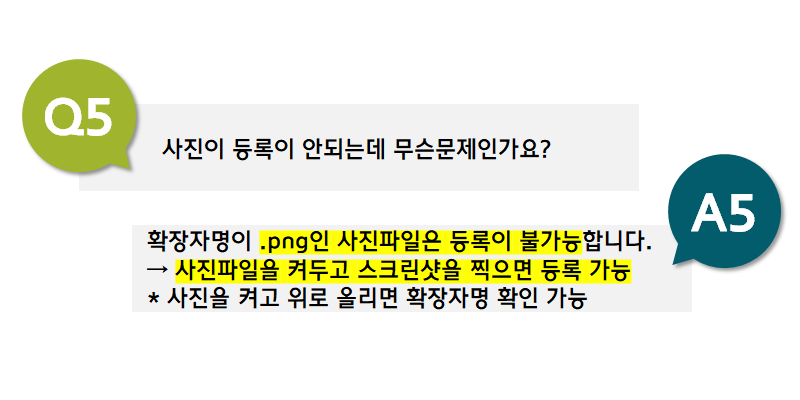 Q5
사진이 등록이 안되는데 무슨문제인가요?
A5
확장자명이 .png인 사진파일은 등록이 불가능합니다.
→ 사진파일을 켜두고 스크린샷을 찍으면 등록 가능
* 사진을 켜고 위로 올리면 확장자명 확인 가능